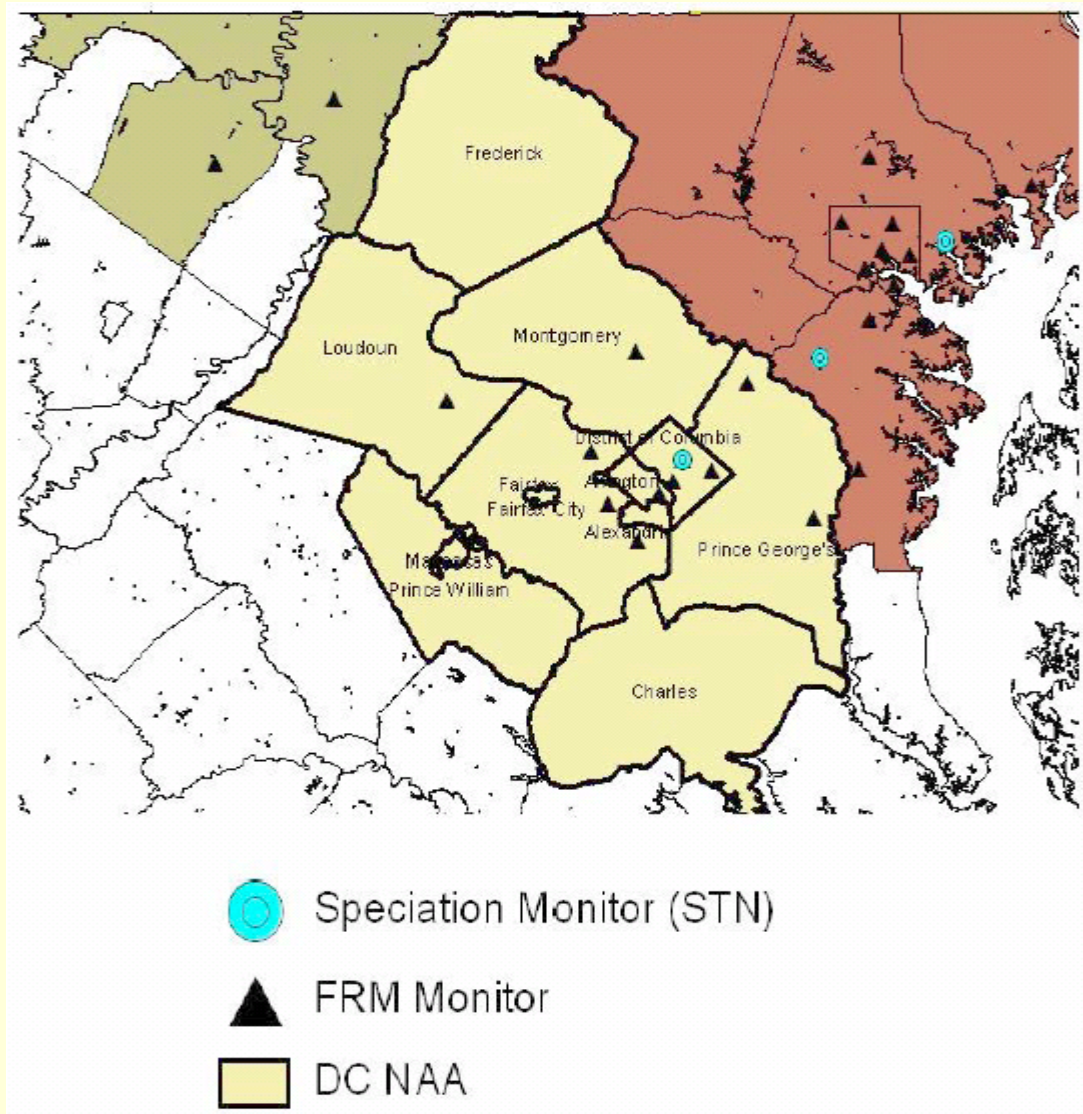 Frederick
Loudoun
Montgomery
District of Columbia
Arlington
Fairfax
Fairfax City
Alexandria
Prince George's
Manassas
Prince William
Charles
Speciation Monitor (STN)
FRM Monitor
DC NAA